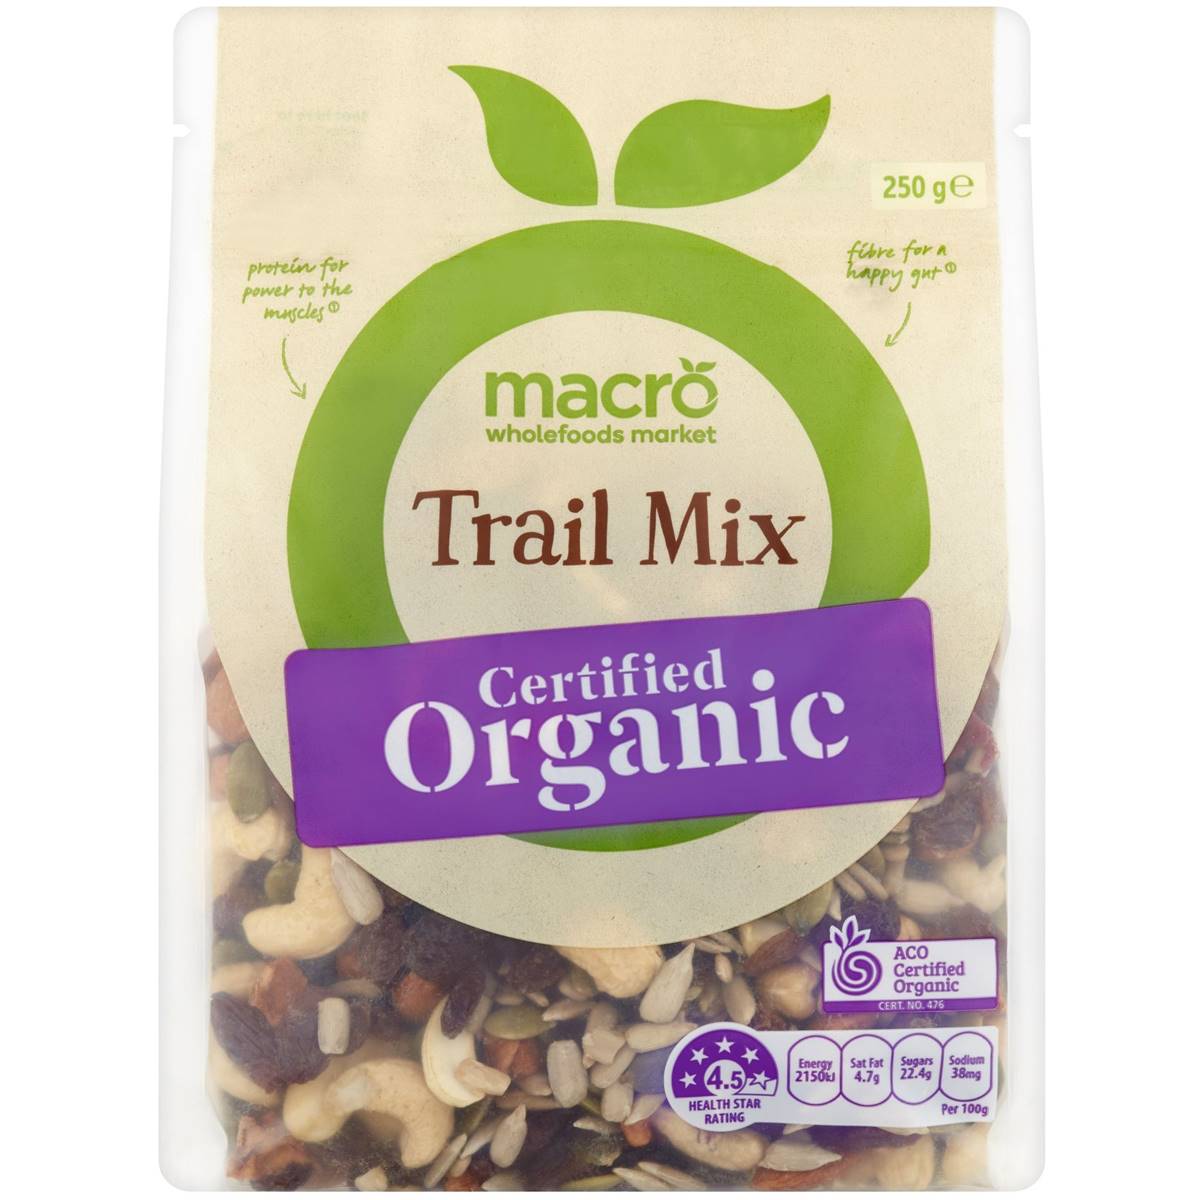 250 g℮
protein for
power to the
muscles①
fibre for a
happy gut①
macro
wholefoods market
Trail Mix
Certified
Organic
ACO
Certified
Organic
CERT. NO. 476
4.5
HEALTH STAR
RATING
Energy
2150kJ
Sat Fat
4.7g
Sugars
22.4g
Sodium
38mg
Per 100g